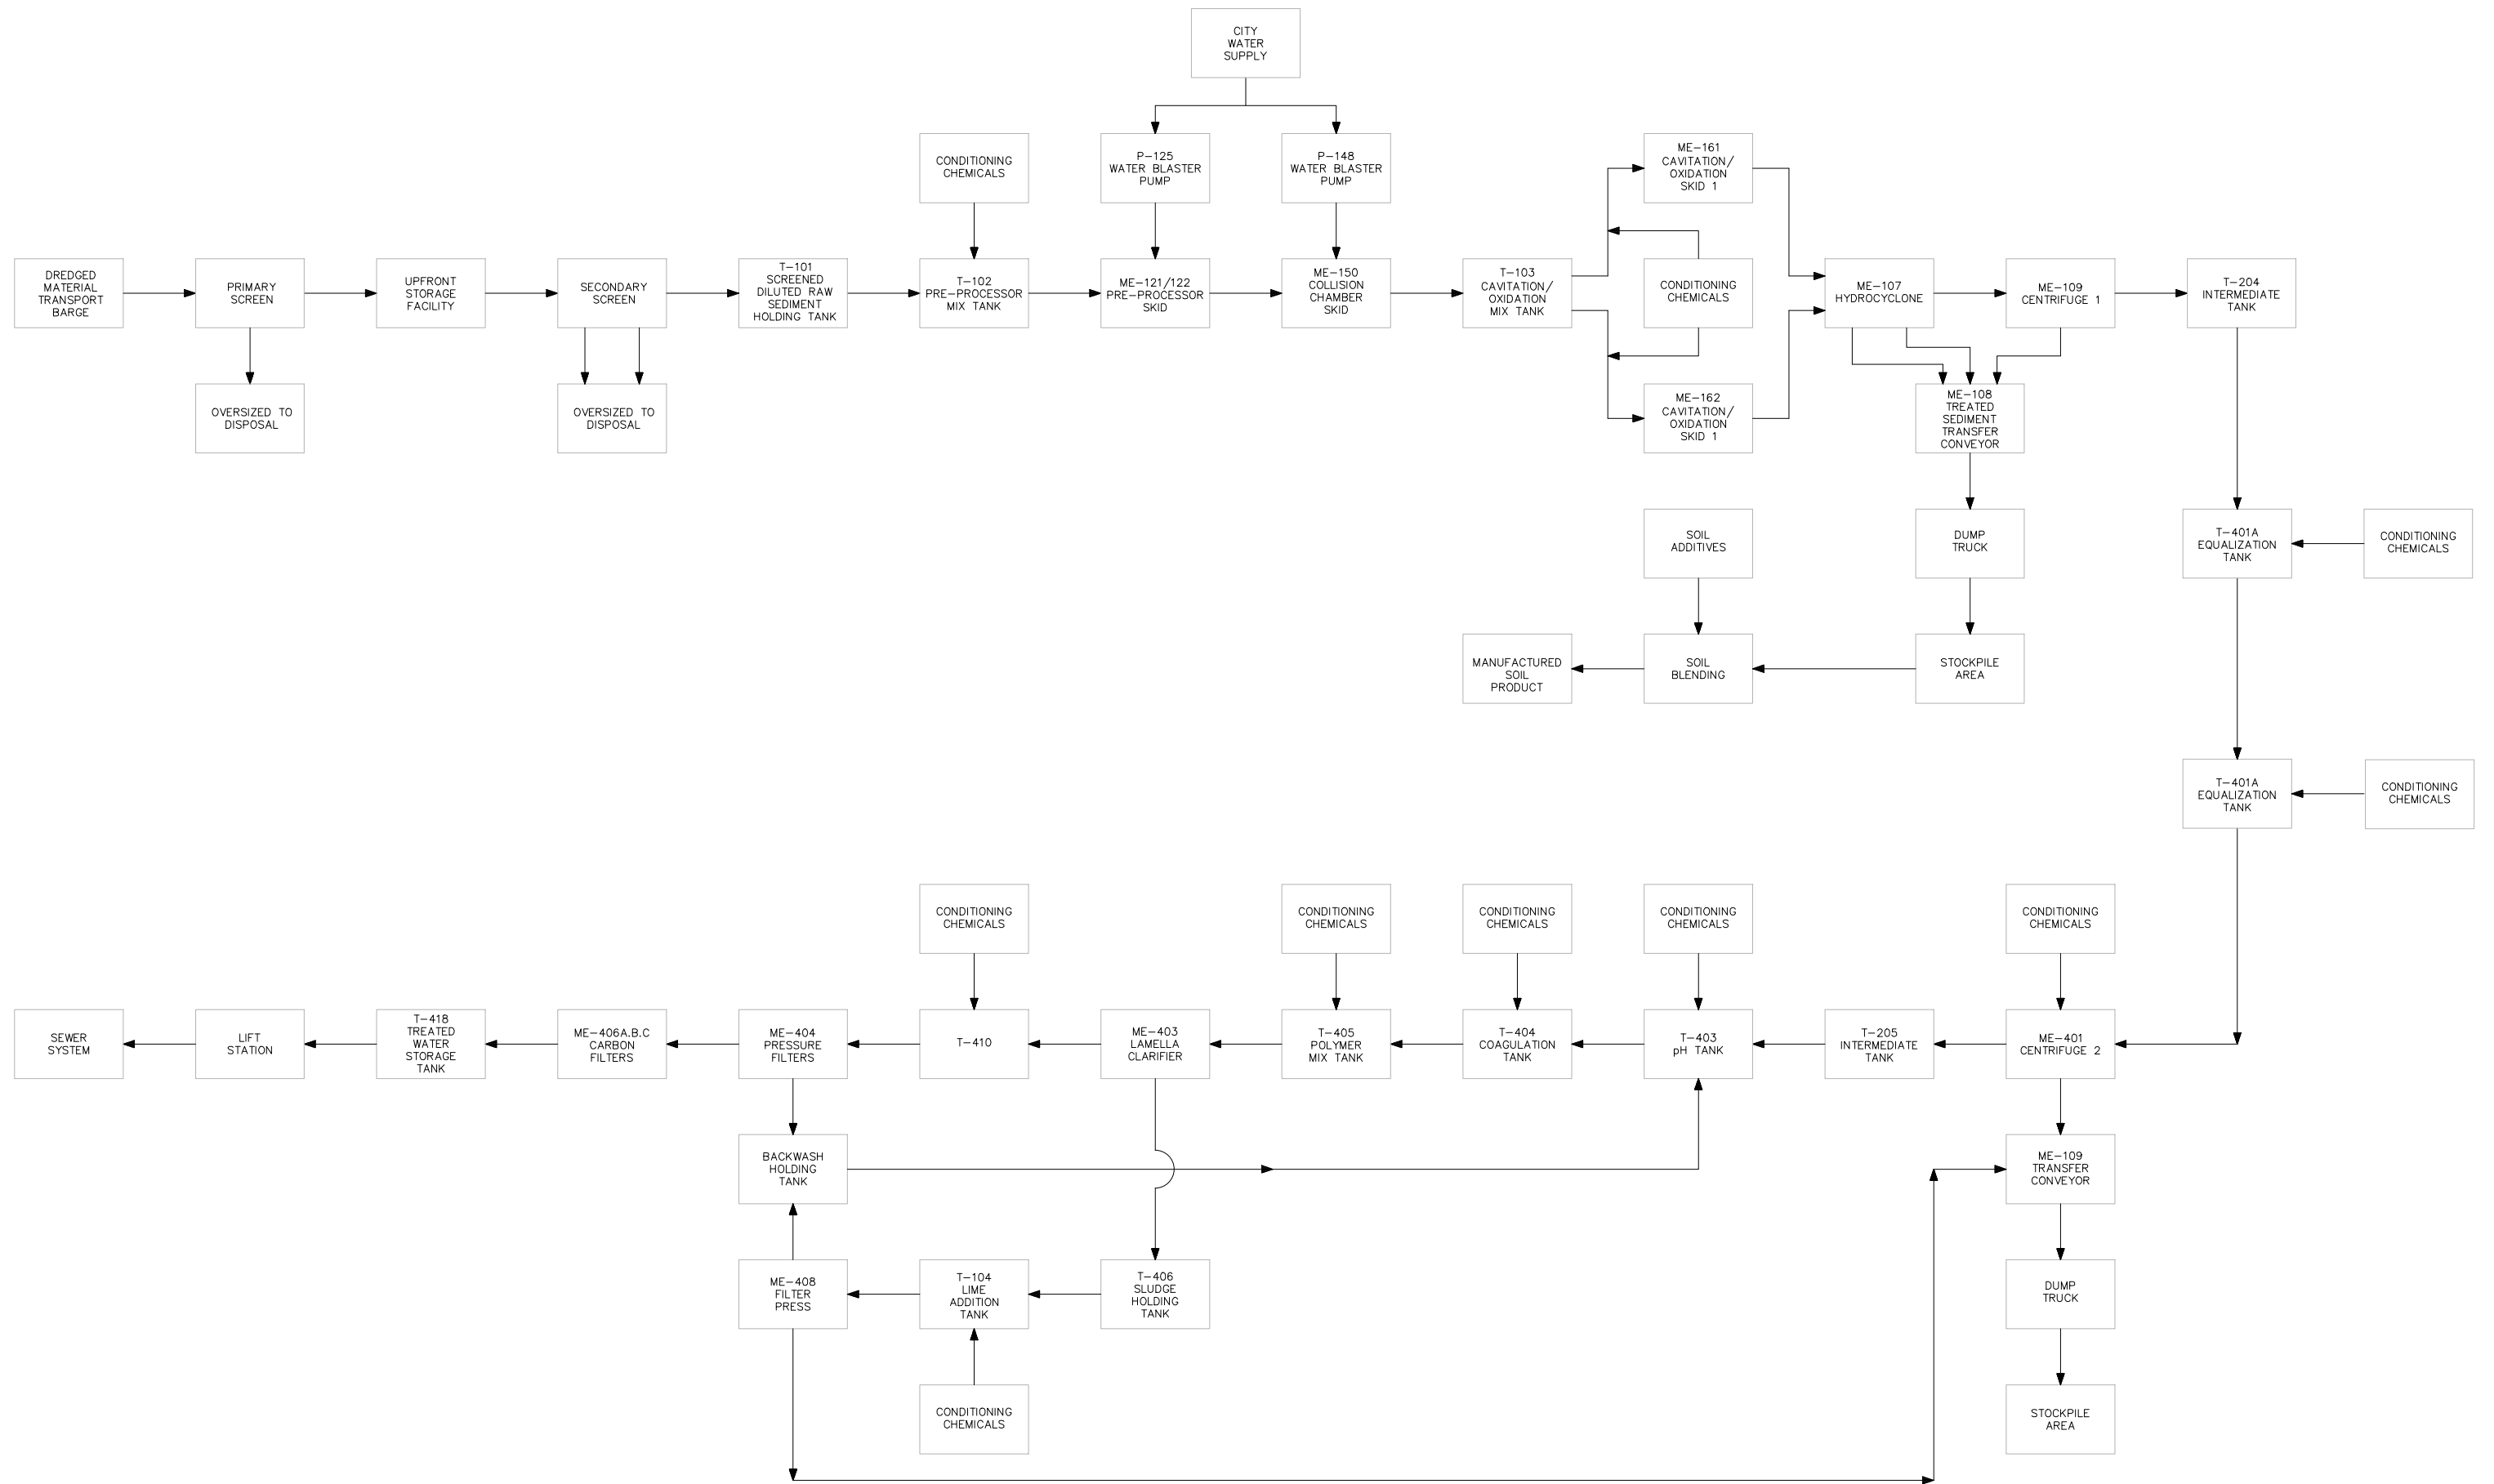 CITY
WATER
SUPPLY
CONDITIONING
CHEMICALS
P-125
WATER BLASTER
PUMP
P-148
WATER BLASTER
PUMP
ME-161
CAVITATION/
OXIDATION
SKID 1
DREDGED
MATERIAL
TRANSPORT
BARGE
PRIMARY
SCREEN
UPFRONT
STORAGE
FACILITY
SECONDARY
SCREEN
T-101
SCREENED
DILUTED RAW
SEDIMENT
HOLDING TANK
T-102
PRE-PROCESSOR
MIX TANK
ME-121/122
PRE-PROCESSOR
SKID
ME-150
COLLISION
CHAMBER
SKID
T-103
CAVITATION/
OXIDATION
MIX TANK
CONDITIONING
CHEMICALS
ME-107
HYDROCYCLONE
ME-109
CENTRIFUGE 1
T-204
INTERMEDIATE
TANK
OVERSIZED TO
DISPOSAL
OVERSIZED TO
DISPOSAL
ME-162
CAVITATION/
OXIDATION
SKID 1
ME-108
TREATED
SEDIMENT
TRANSFER
CONVEYOR
SOIL
ADDITIVES
DUMP
TRUCK
T-401A
EQUALIZATION
TANK
CONDITIONING
CHEMICALS
MANUFACTURED
SOIL
PRODUCT
SOIL
BLENDING
STOCKPILE
AREA
T-401A
EQUALIZATION
TANK
CONDITIONING
CHEMICALS
CONDITIONING
CHEMICALS
CONDITIONING
CHEMICALS
CONDITIONING
CHEMICALS
CONDITIONING
CHEMICALS
CONDITIONING
CHEMICALS
SEWER
SYSTEM
LIFT
STATION
T-418
TREATED
WATER
STORAGE
TANK
ME-406A.B.C
CARBON
FILTERS
ME-404
PRESSURE
FILTERS
T-410
ME-403
LAMELLA
CLARIFIER
T-405
POLYMER
MIX TANK
T-404
COAGULATION
TANK
T-403
pH TANK
T-205
INTERMEDIATE
TANK
ME-401
CENTRIFUGE 2
BACKWASH
HOLDING
TANK
ME-109
TRANSFER
CONVEYOR
ME-408
FILTER
PRESS
T-104
LIME
ADDITION
TANK
T-406
SLUDGE
HOLDING
TANK
DUMP
TRUCK
CONDITIONING
CHEMICALS
STOCKPILE
AREA